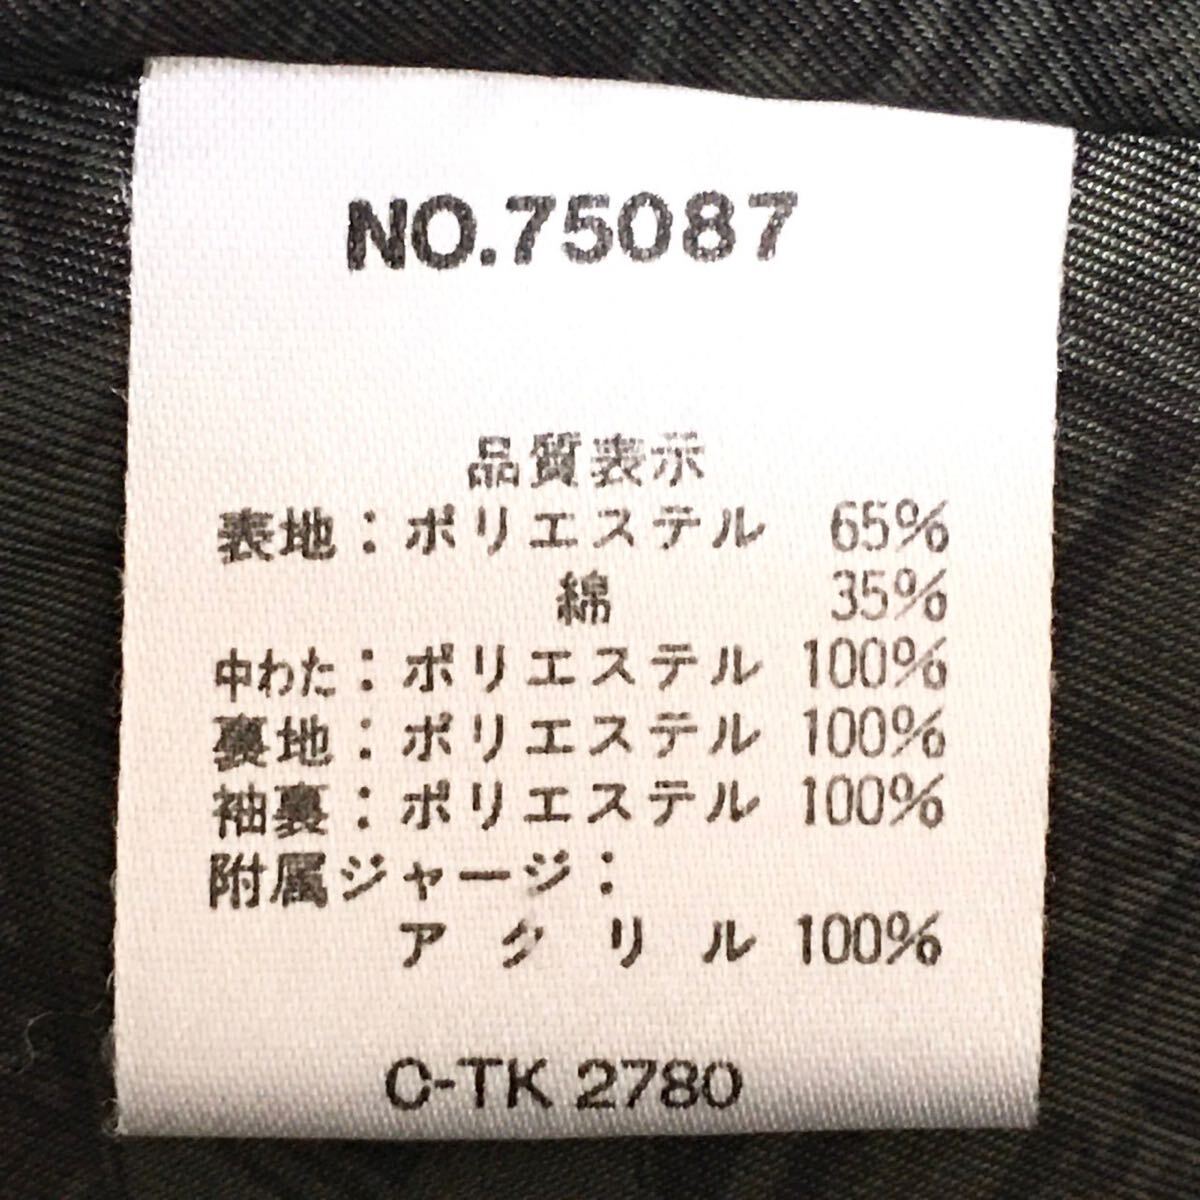 NO.75087
品質表示
表地：ポリエステル 65%
綿 35%
中わた：ポリエステル 100%
裏地：ポリエステル 100%
袖裏：ポリエステル 100%
附属ジャージ：
アクリル 100%
C-TK 2780